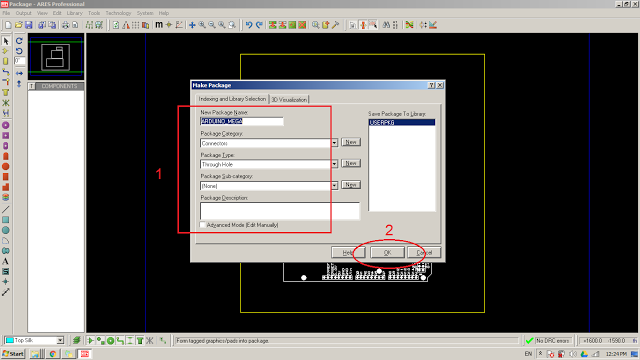 Package - ARES Professional
File Output View Edit Library Tools Technology System Help
0°
T COMPONENTS
Make Package
Indexing and Library Selection 3D Visualization
New Package Name:
ARDUINO_MEGA
Save Package To Library:
USERPKG
Package Category:
Connectors New
Package Type:
Through Hole New
Package Sub-category:
(None) New
Package Description:
Advanced Mode (Edit Manually)
Help OK Cancel
1
2
Top Silk
Form tagged graphics/pads into package.
No DRC errors
+1600.0 -1590.0
Start
EN
12:24 PM